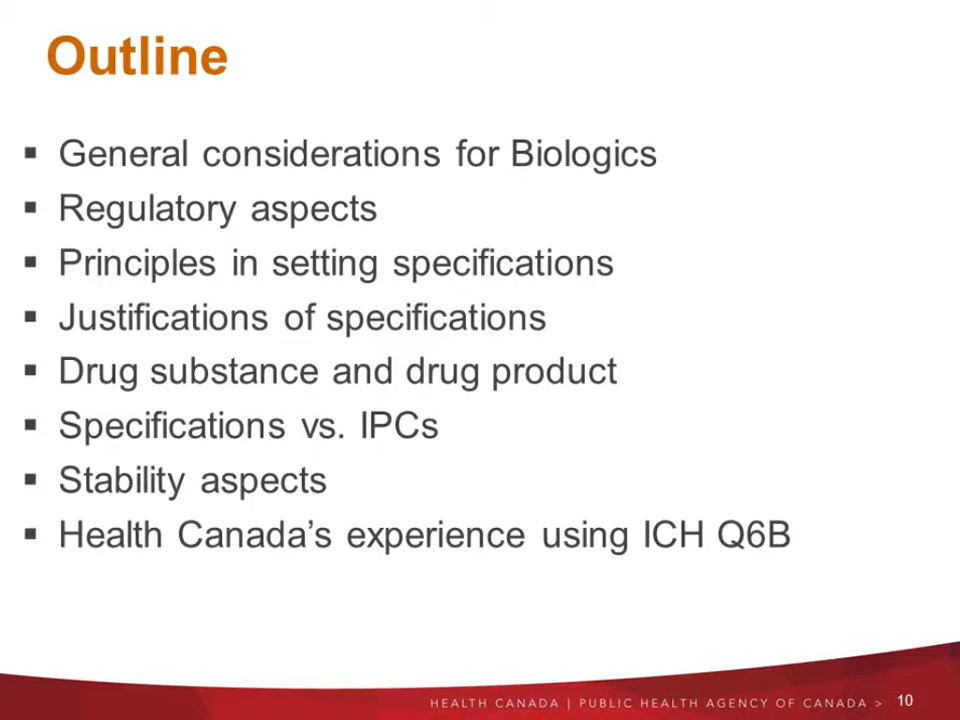 Outline
▪ General considerations for Biologics
▪ Regulatory aspects
▪ Principles in setting specifications
▪ Justifications of specifications
▪ Drug substance and drug product
▪ Specifications vs. IPCs
▪ Stability aspects
▪ Health Canada’s experience using ICH Q6B
HEALTH CANADA | PUBLIC HEALTH AGENCY OF CANADA > 10